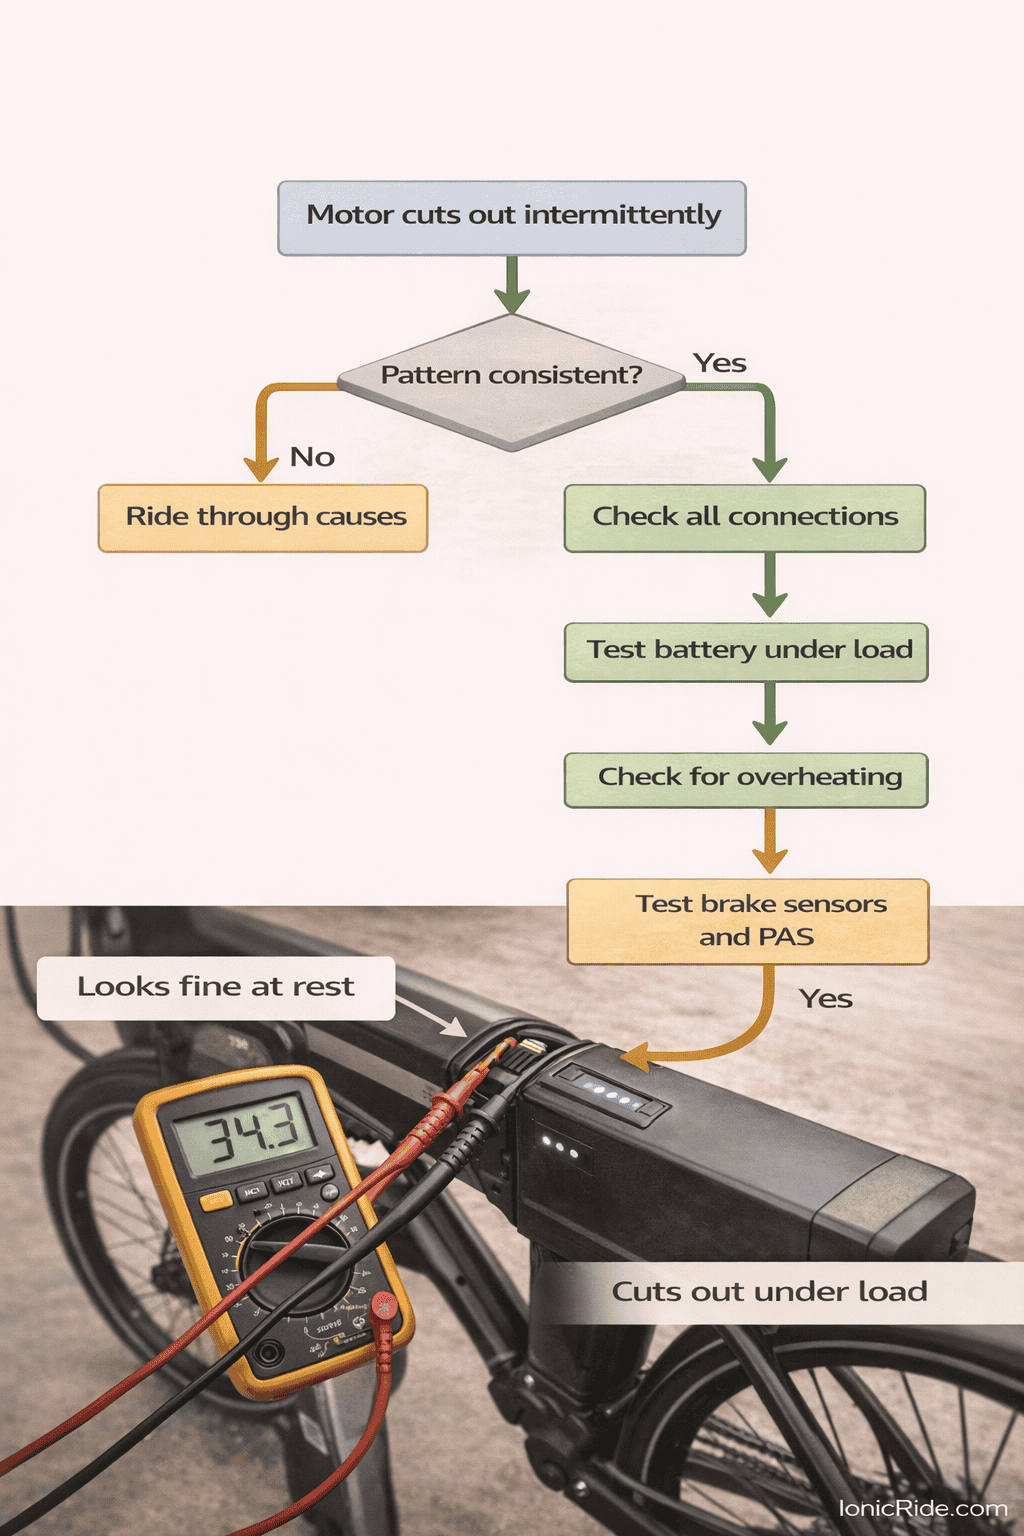 Motor cuts out intermittently
Pattern consistent?
Yes
No
Ride through causes
Check all connections
Test battery under load
Check for overheating
Test brake sensors
and PAS
Yes
Looks fine at rest
34.3
Cuts out under load
IonicRide.com